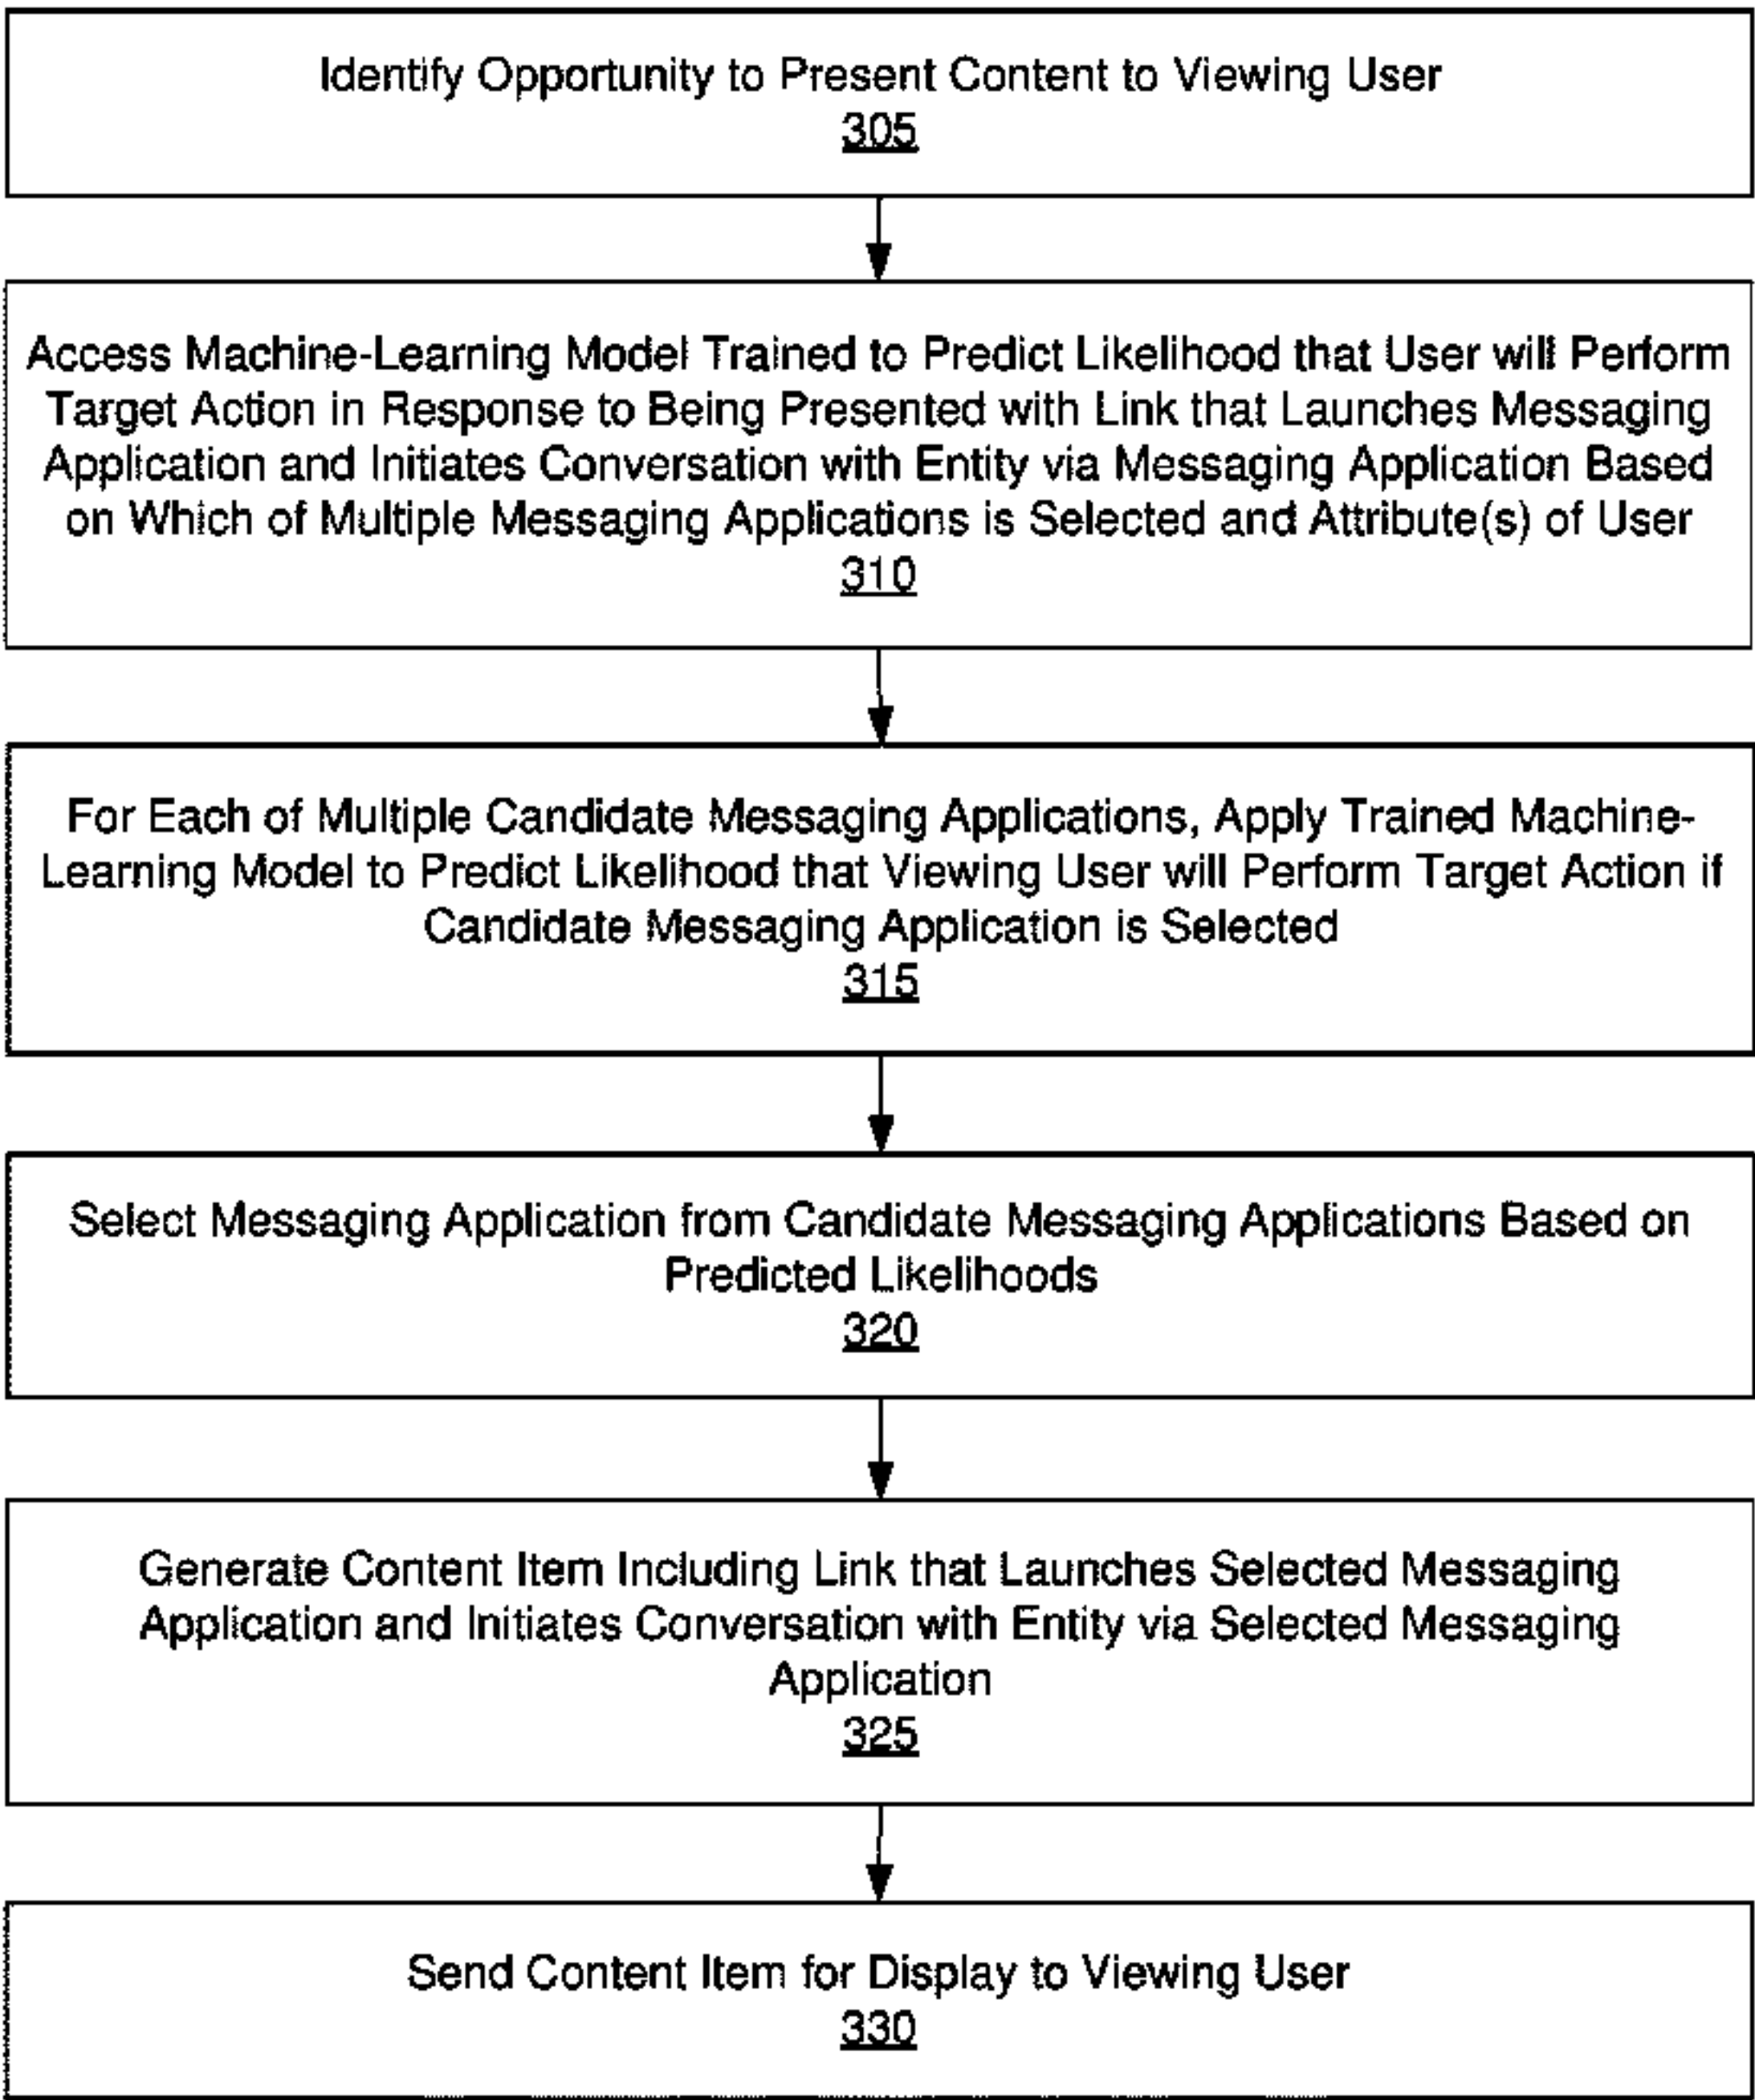 Identify Opportunity to Present Content to Viewing User
305
Access Machine-Learning Model Trained to Predict Likelihood that User will Perform
Target Action in Response to Being Presented with Link that Launches Messaging
Application and Initiates Conversation with Entity via Messaging Application Based
on Which of Multiple Messaging Applications is Selected and Attribute(s) of User
310
For Each of Multiple Candidate Messaging Applications, Apply Trained Machine-
Learning Model to Predict Likelihood that Viewing User will Perform Target Action if
Candidate Messaging Application is Selected
315
Select Messaging Application from Candidate Messaging Applications Based on
Predicted Likelihoods
320
Generate Content Item Including Link that Launches Selected Messaging
Application and Initiates Conversation with Entity via Selected Messaging
Application
325
Send Content Item for Display to Viewing User
330